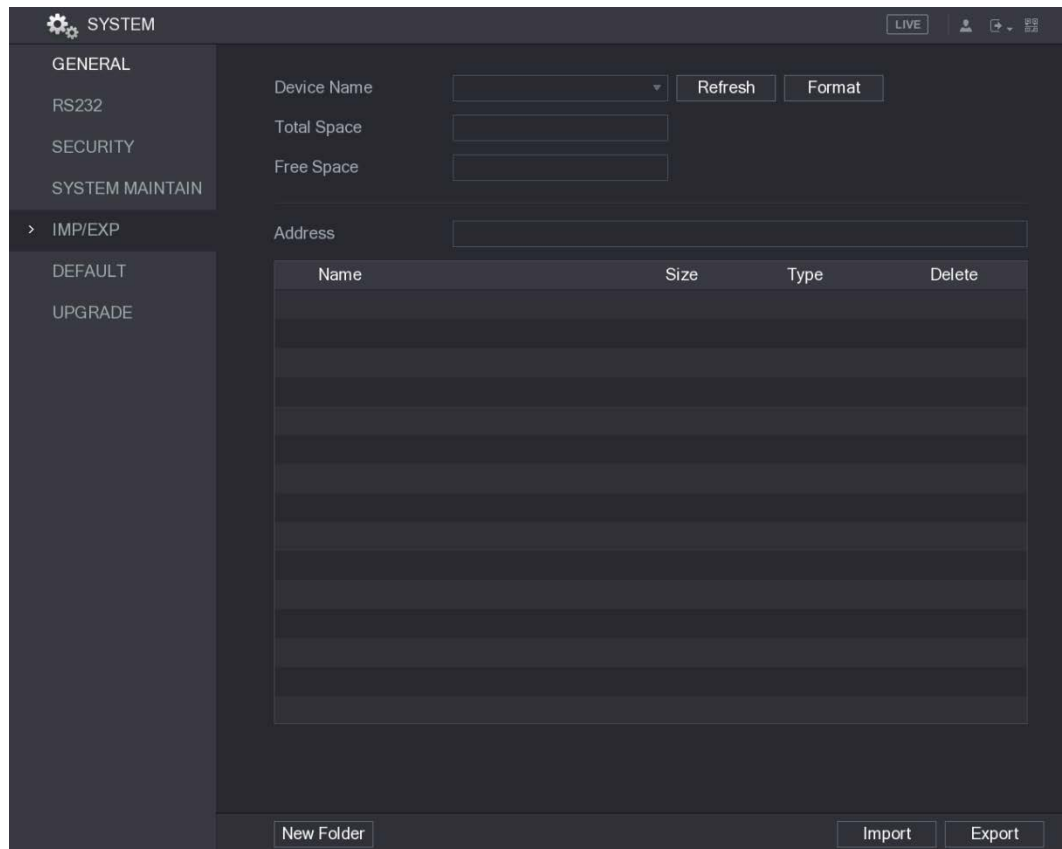 SYSTEM
LIVE
GENERAL
RS232
SECURITY
SYSTEM MAINTAIN
> IMP/EXP
DEFAULT
UPGRADE
Device Name
Refresh
Format
Total Space
Free Space
Address
Name Size Type Delete
New Folder
Import
Export